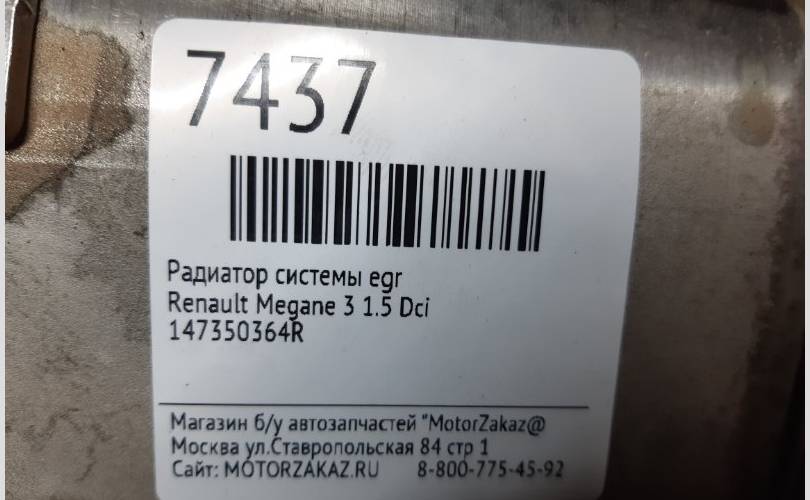 7437
Радиатор системы egr
Renault Megane 3 1.5 Dci
147350364R
Магазин б/у автозапчастей "MotorZakaz@
Москва ул.Ставропольская 84 стр 1
Сайт: MOTORZAKAZ.RU 8-800-775-45-92